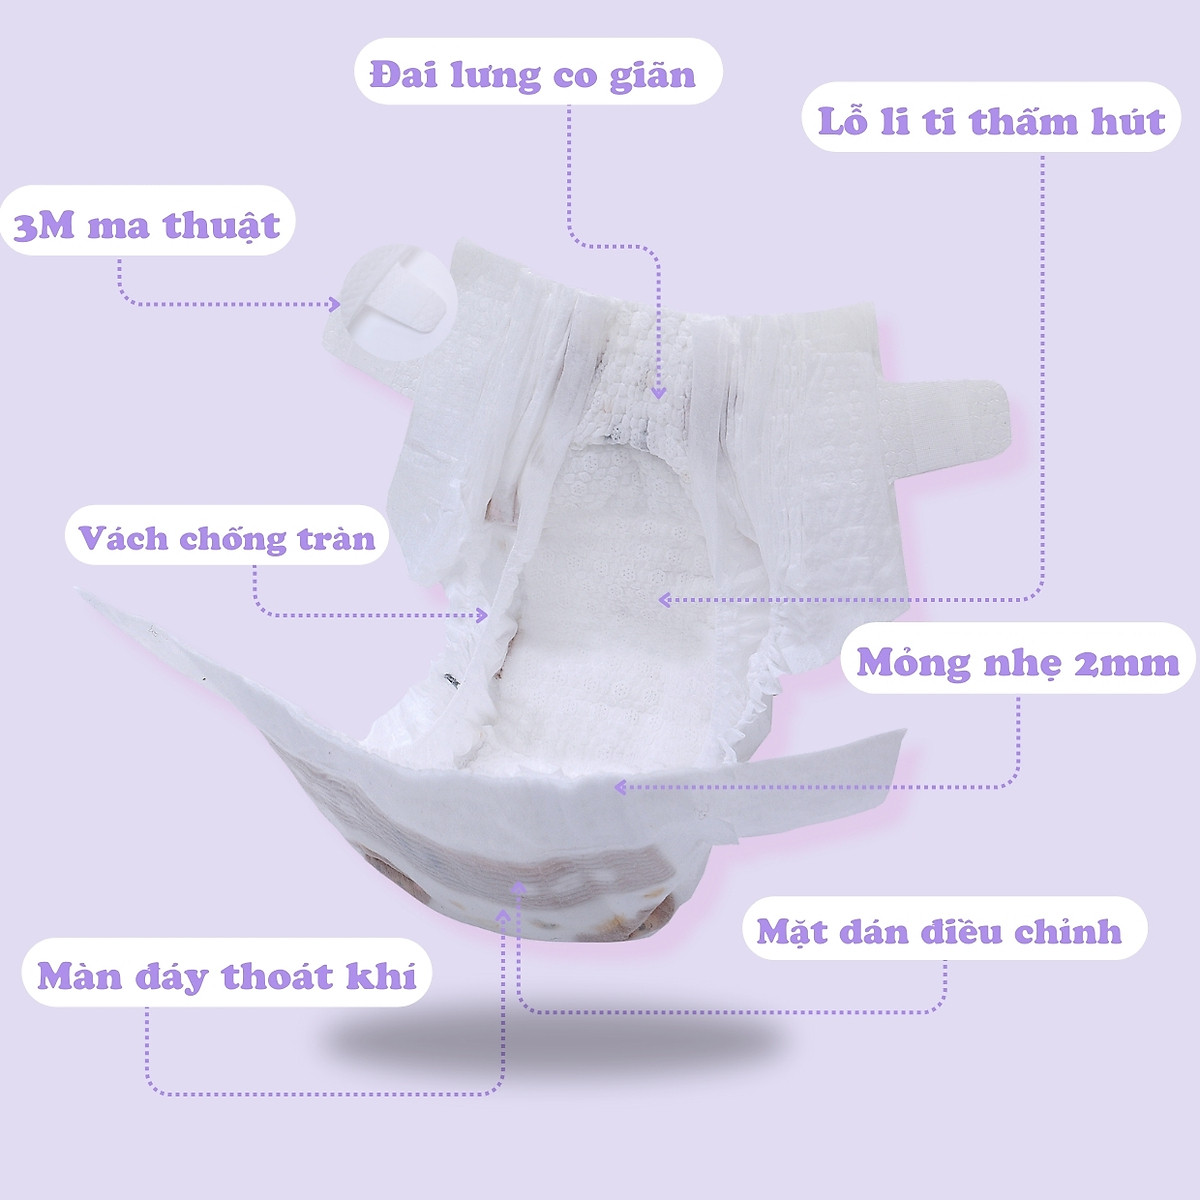 Đai lưng co giãn
Lỗ li ti thấm hút
3M ma thuật
Vách chống tràn
Mỏng nhẹ 2mm
Mặt dán điều chỉnh
Màn đáy thoát khí